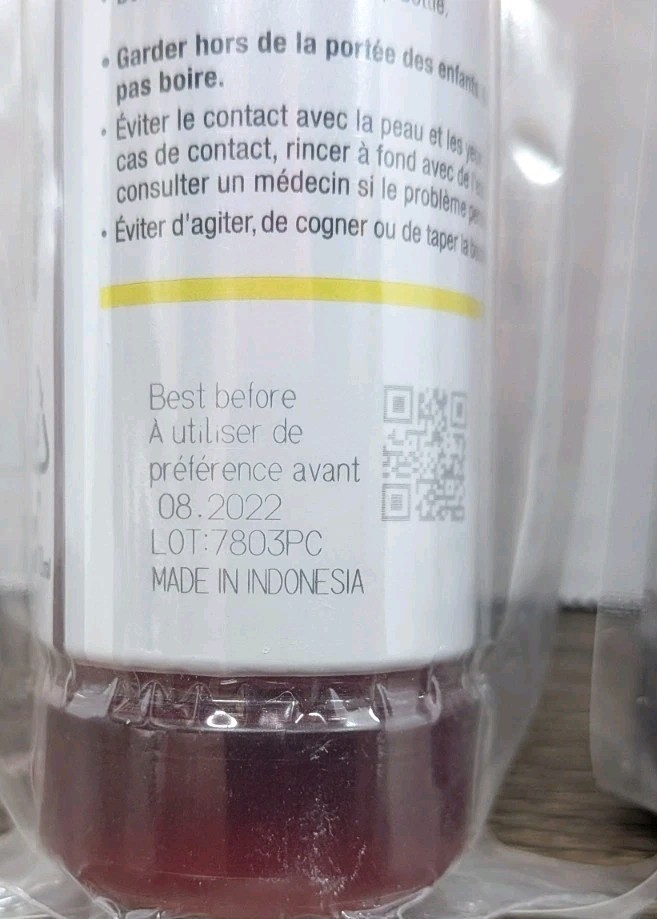 • Garder hors de la portée des enfants
pas boire.
• Éviter le contact avec la peau et les
cas de contact, rincer à fond avec de
consulter un médecin si le problème
• Éviter d'agiter, de cogner ou de taper la
Best before
À utiliser de
préférence avant
08.2022
LOT:7803PC
MADE IN INDONESIA